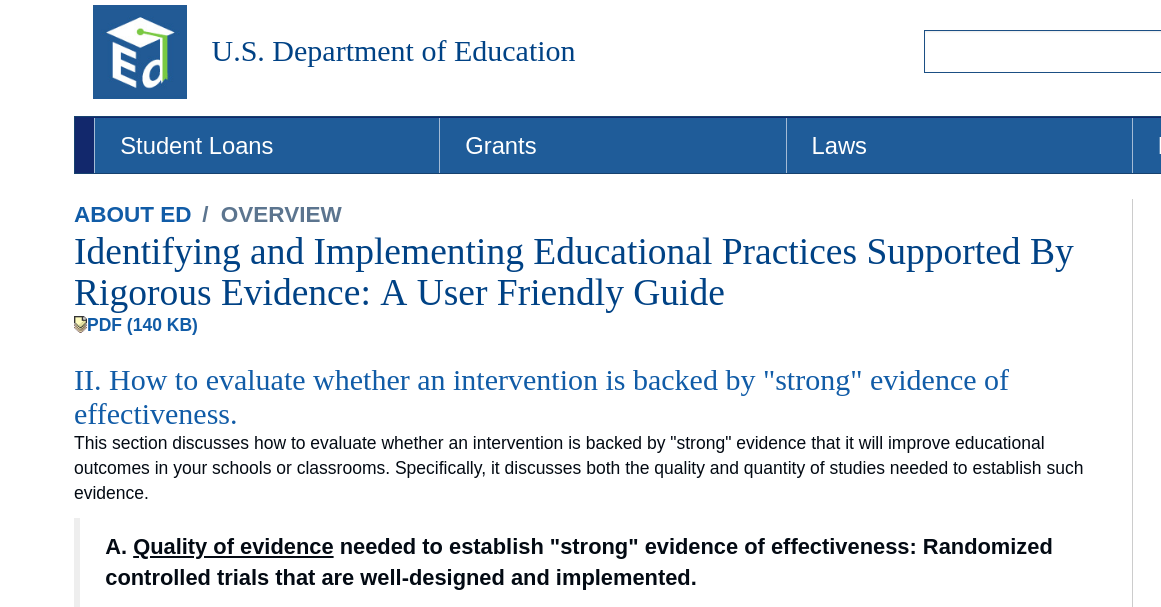 Ed
U.S. Department of Education
Student Loans
Grants
Laws
ABOUT ED / OVERVIEW
Identifying and Implementing Educational Practices Supported By
Rigorous Evidence: A User Friendly Guide
PDF (140 KB)
II. How to evaluate whether an intervention is backed by "strong" evidence of
effectiveness.
This section discusses how to evaluate whether an intervention is backed by "strong" evidence that it will improve educational
outcomes in your schools or classrooms. Specifically, it discusses both the quality and quantity of studies needed to establish such
evidence.
A. Quality of evidence needed to establish "strong" evidence of effectiveness: Randomized
controlled trials that are well-designed and implemented.